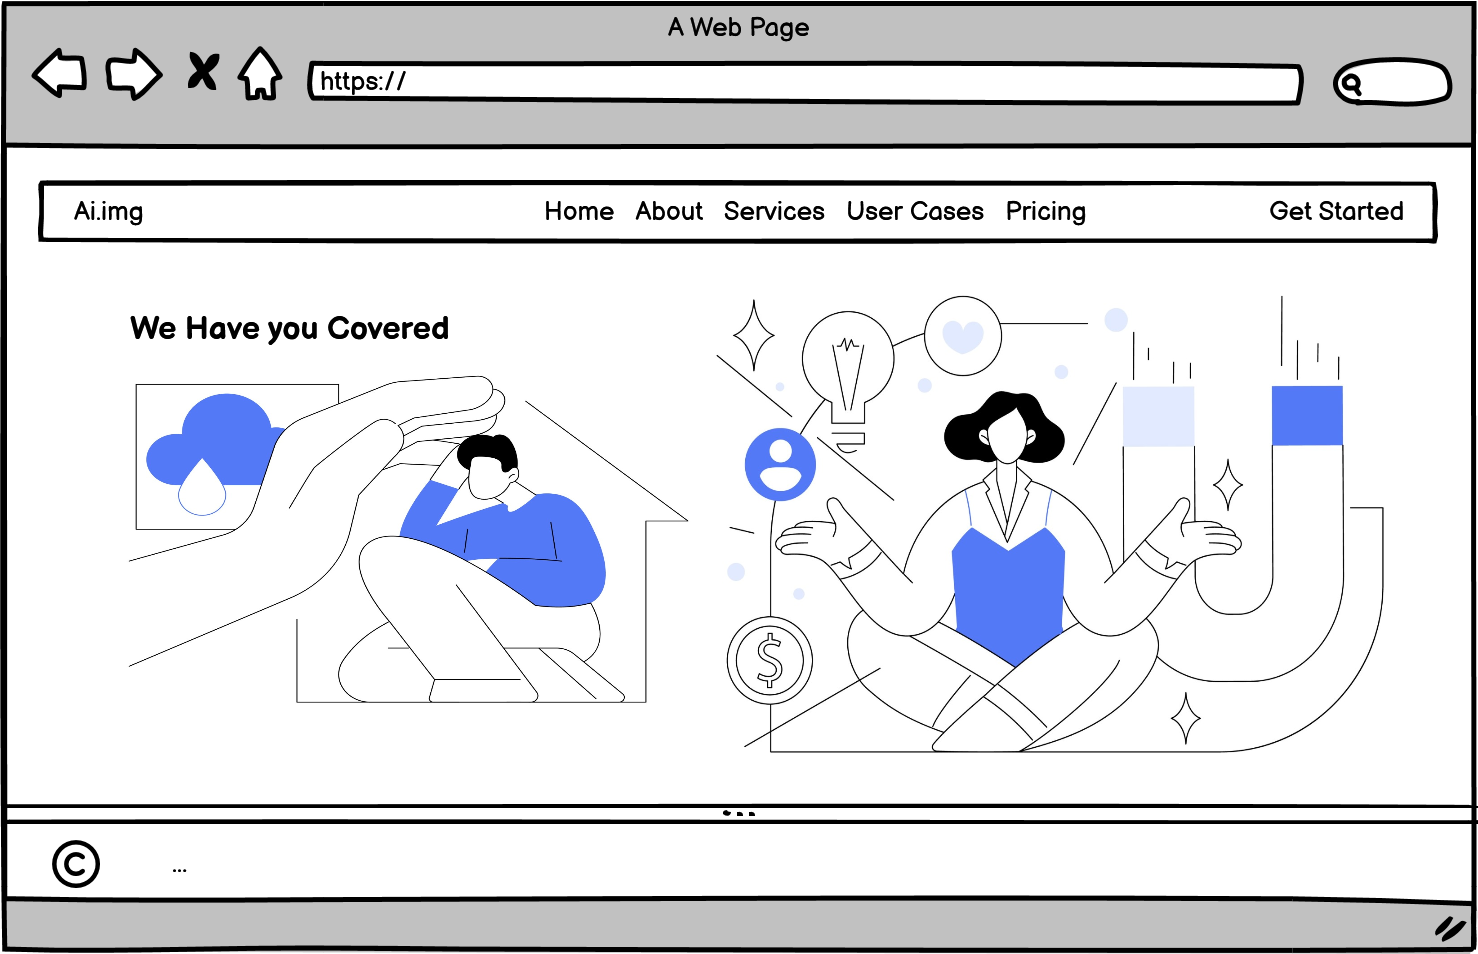 A Web Page
https://
Ai.img Home About Services User Cases Pricing Get Started
We Have you Covered
$
© ...